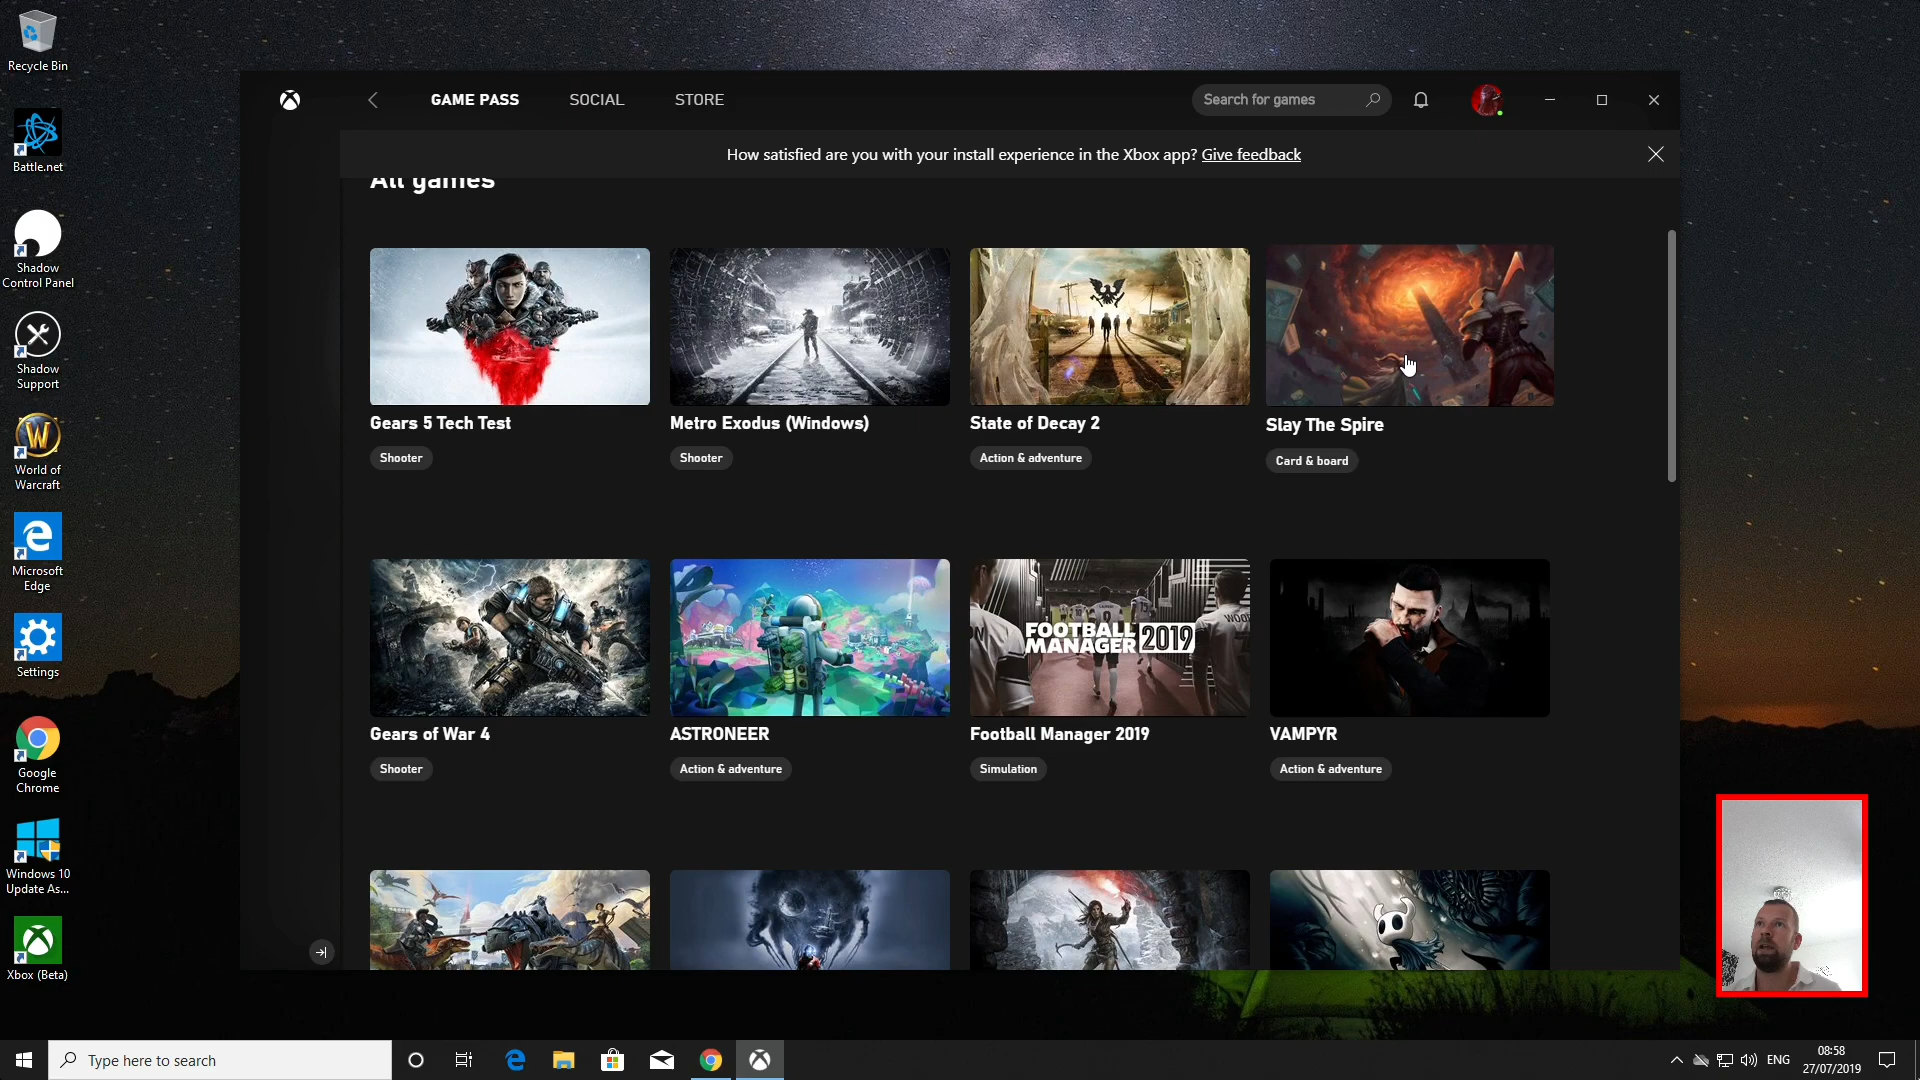 Recycle Bin
Battle.net
Shadow
Control Panel
Shadow
Support
World of
Warcraft
Microsoft
Edge
Settings
Google
Chrome
Windows 10
Update As...
Xbox (Beta)
GAME PASS
SOCIAL
STORE
Search for games
How satisfied are you with your install experience in the Xbox app? Give feedback
All games
Gears 5 Tech Test
Metro Exodus (Windows)
State of Decay 2
Slay The Spire
Shooter
Shooter
Action & adventure
Card & board
FOOTBALL
MANAGER 2019
Gears of War 4
ASTRONEER
Football Manager 2019
VAMPYR
Shooter
Action & adventure
Simulation
Action & adventure
Type here to search
ENG
08:58
27/07/2019